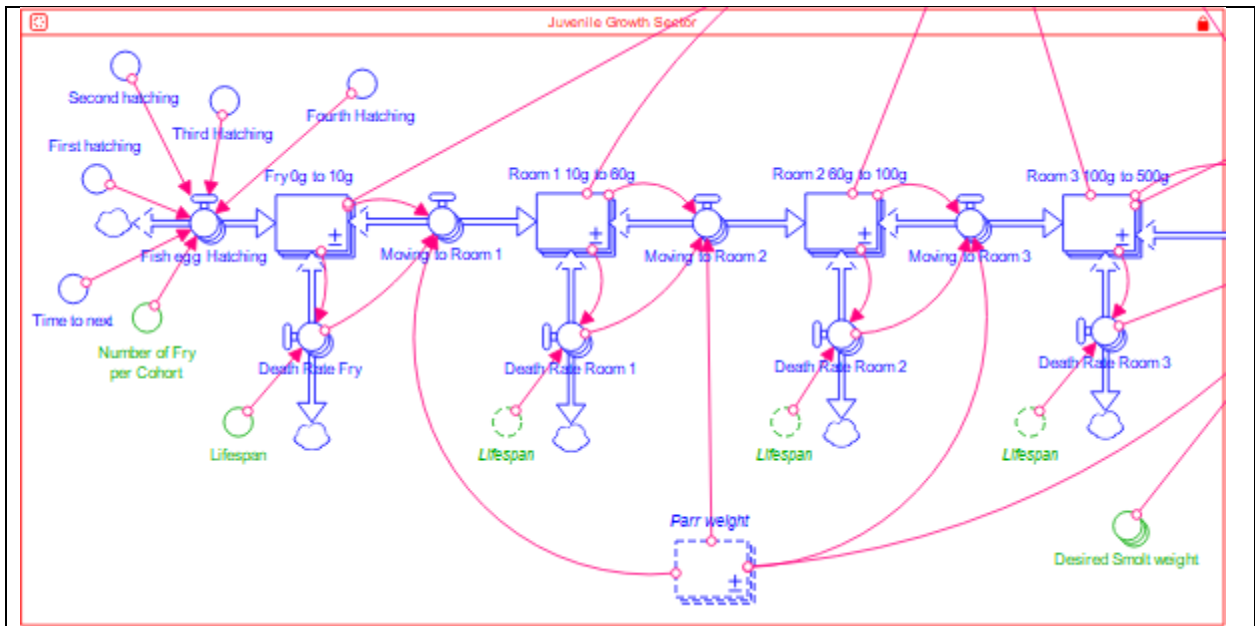 Juvenile Growth Sector
Second hatching
Third Hatching
Fourth Hatching
First hatching
Fry 0g to 10g
Room 1 10g to 60g
Room 2 60g to 100g
Room 3 100g to 500g
Fish egg Hatching
Moving to Room 1
Moving to Room 2
Moving to Room 3
Time to next
Number of Fry
per Cohort
Death Rate Fry
Death Rate Room 1
Death Rate Room 2
Death Rate Room 3
Lifespan
Lifespan
Lifespan
Lifespan
Parr weight
Desired Smolt weight